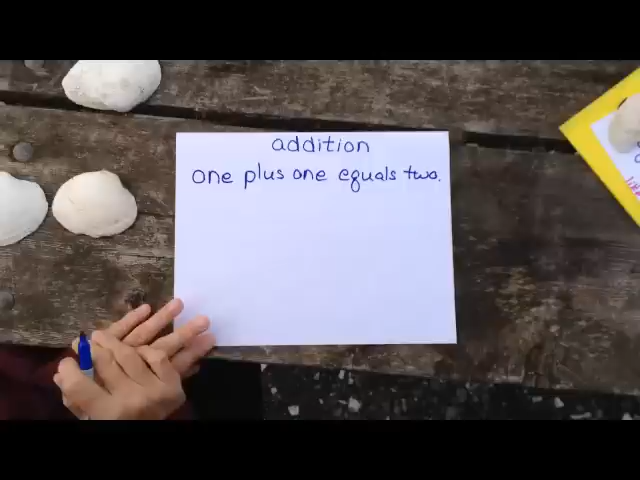 addition
one plus one equals two.